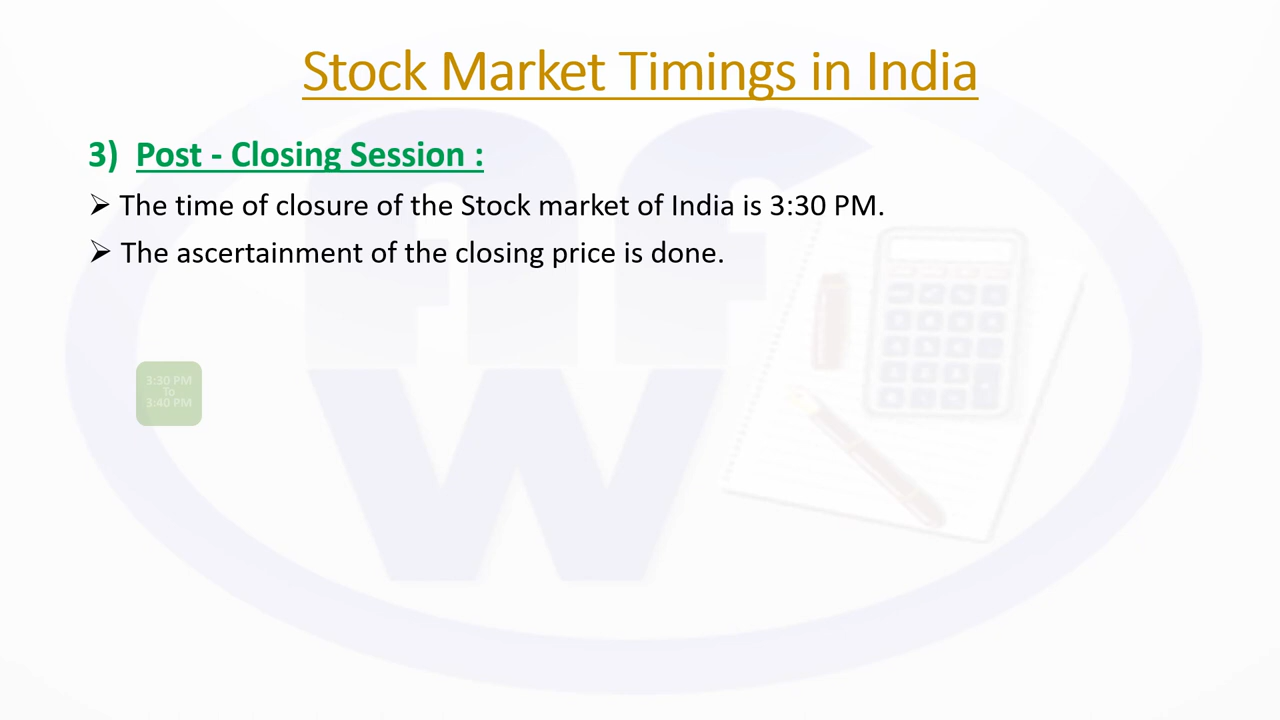 Stock Market Timings in India
3) Post - Closing Session :
➢ The time of closure of the Stock market of India is 3:30 PM.
➢ The ascertainment of the closing price is done.
3:30 PM
To
3:40 PM
AF
W